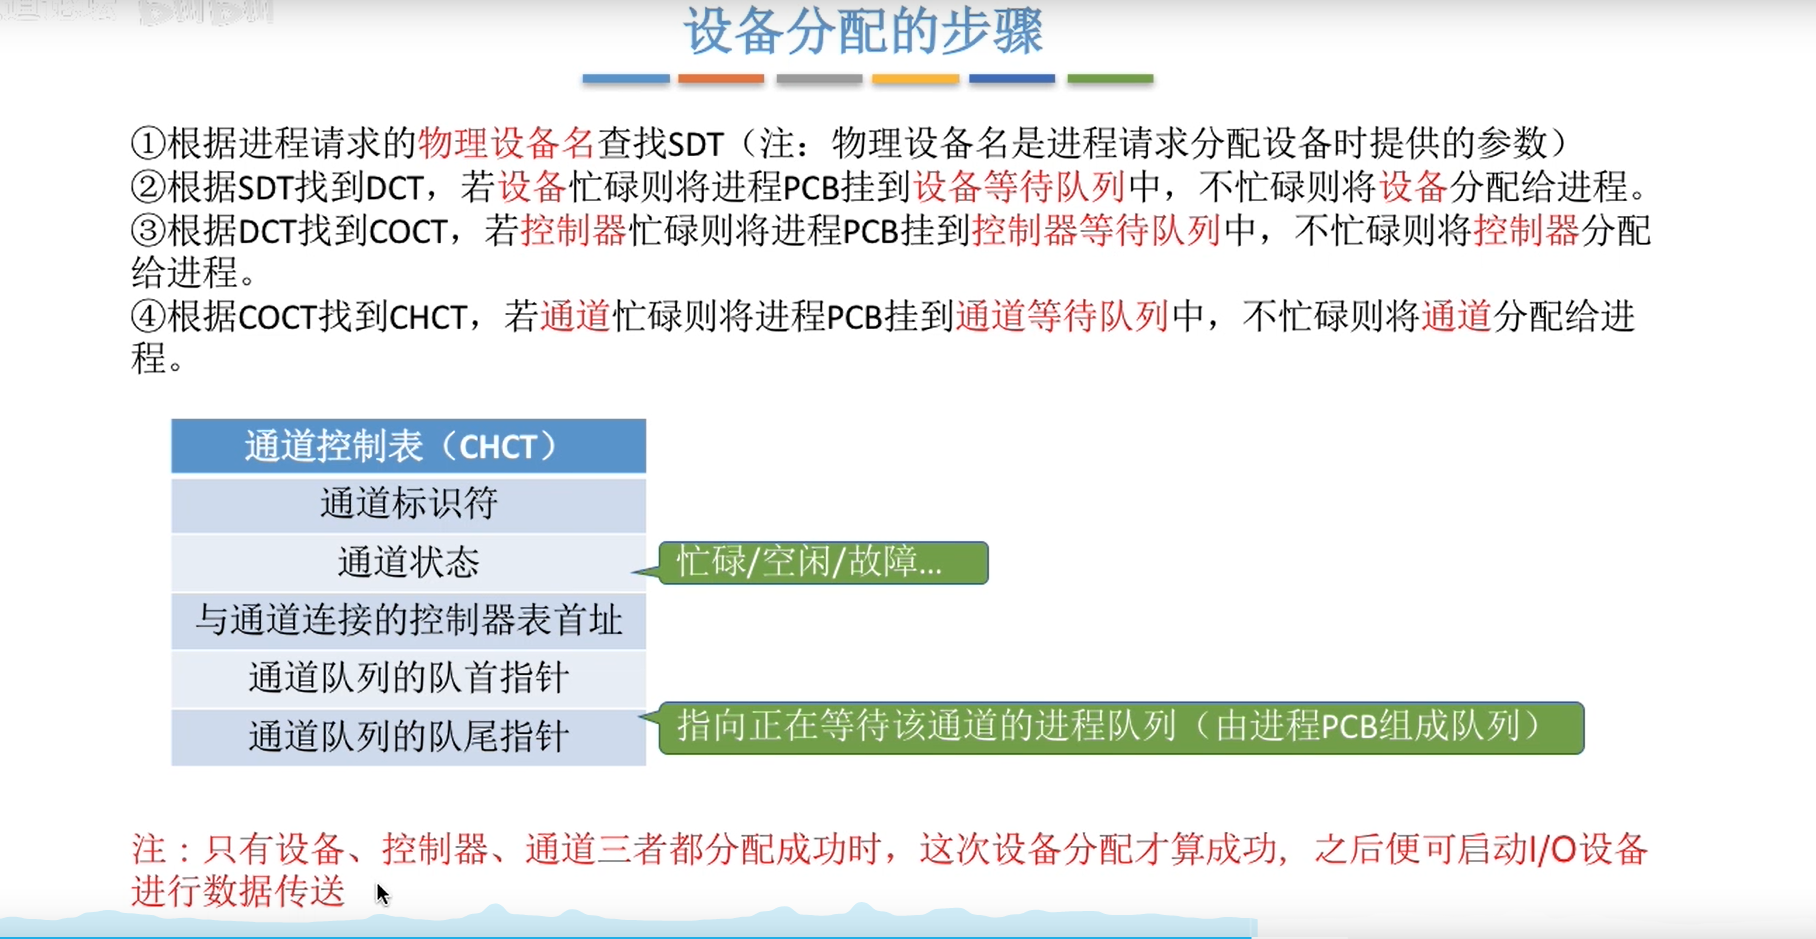 设备分配的步骤
①根据进程请求的物理设备名查找SDT（注：物理设备名是进程请求分配设备时提供的参数）
②根据SDT找到DCT，若设备忙碌则将进程PCB挂到设备等待队列中，不忙碌则将设备分配给进程。
③根据DCT找到COCT，若控制器忙碌则将进程PCB挂到控制器等待队列中，不忙碌则将控制器分配
给进程。
④根据COCT找到CHCT，若通道忙碌则将进程PCB挂到通道等待队列中，不忙碌则将通道分配给进
程。
通道控制表（CHCT）
通道标识符
通道状态
忙碌/空闲/故障...
与通道连接的控制器表首址
通道队列的队首指针
通道队列的队尾指针
指向正在等待该通道的进程队列（由进程PCB组成队列）
注：只有设备、控制器、通道三者都分配成功时，这次设备分配才算成功，之后便可启动I/O设备
进行数据传送